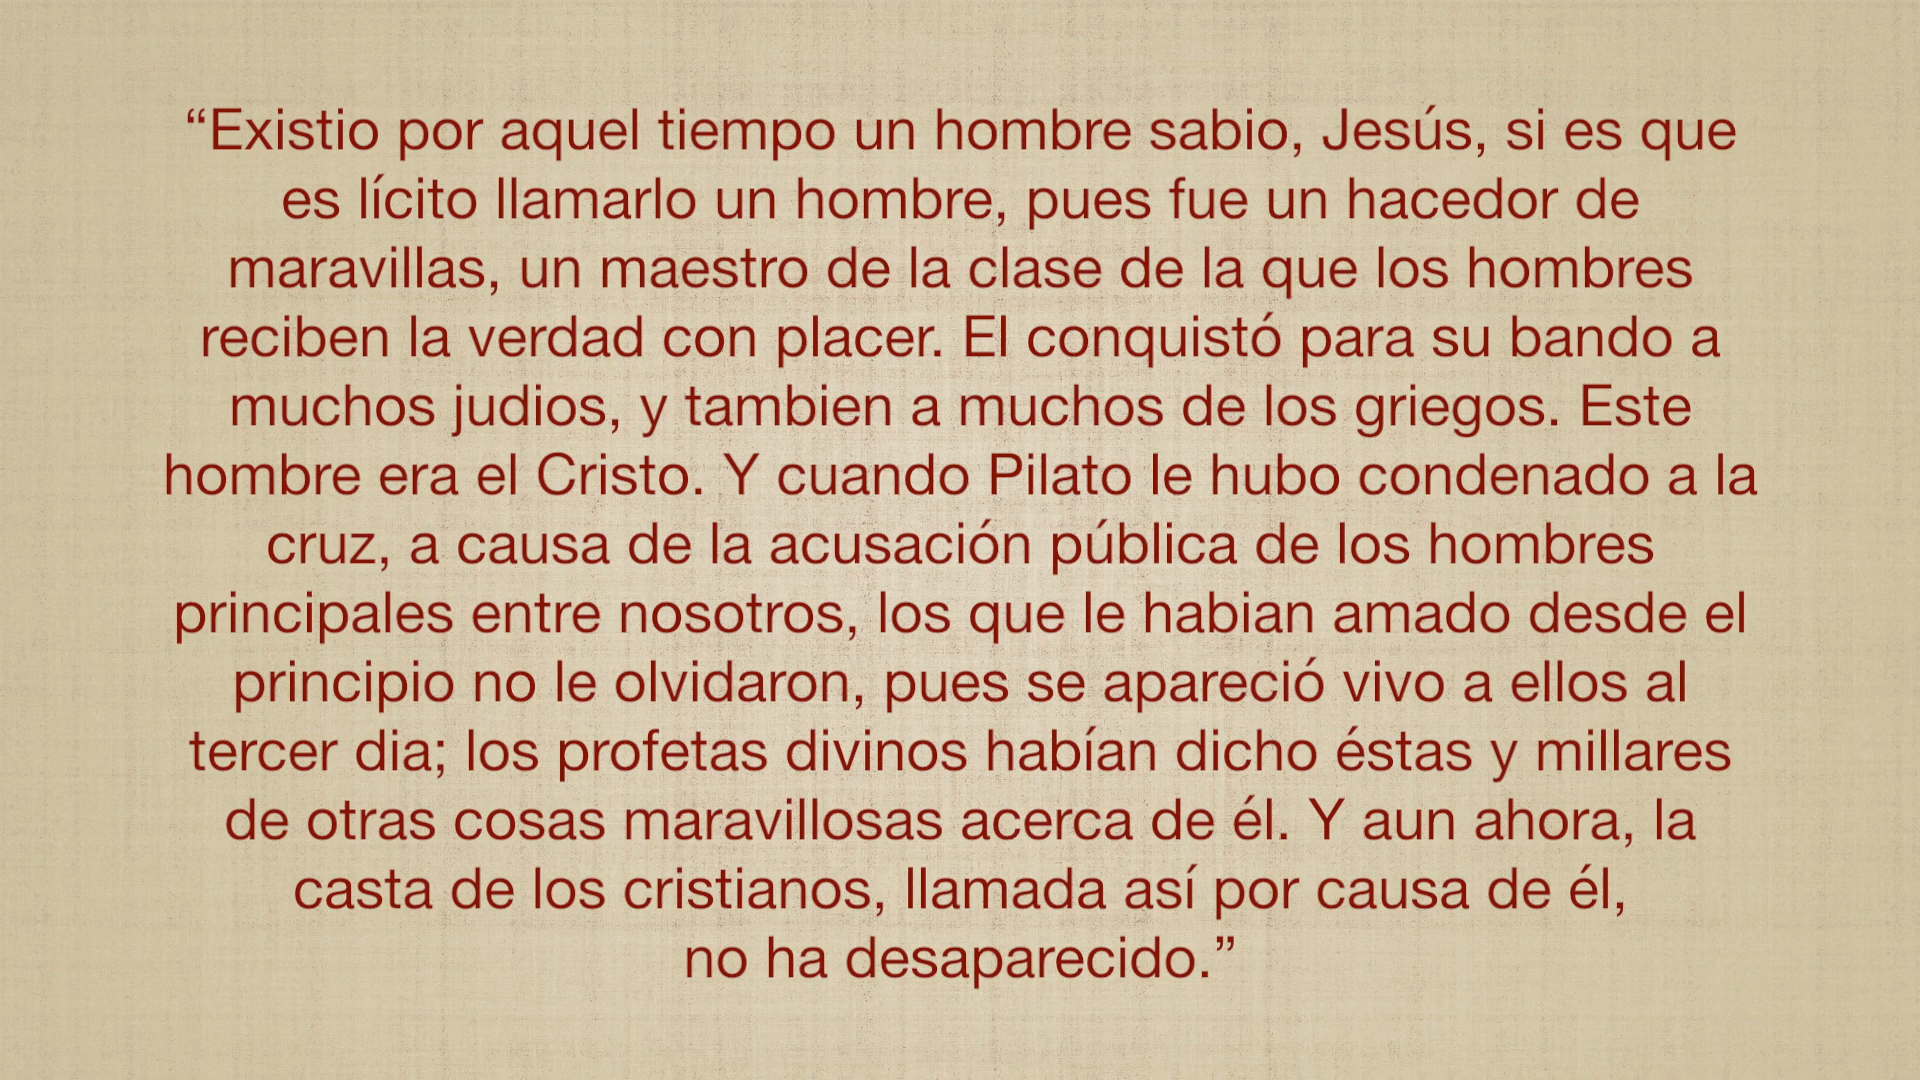 “Existio por aquel tiempo un hombre sabio, Jesús, si es que
es lícito llamarlo un hombre, pues fue un hacedor de
maravillas, un maestro de la clase de la que los hombres
reciben la verdad con placer. El conquistó para su bando a
muchos judios, y tambien a muchos de los griegos. Este
hombre era el Cristo. Y cuando Pilato le hubo condenado a la
cruz, a causa de la acusación pública de los hombres
principales entre nosotros, los que le habian amado desde el
principio no le olvidaron, pues se apareció vivo a ellos al
tercer dia; los profetas divinos habían dicho éstas y millares
de otras cosas maravillosas acerca de él. Y aun ahora, la
casta de los cristianos, llamada así por causa de él,
no ha desaparecido.”